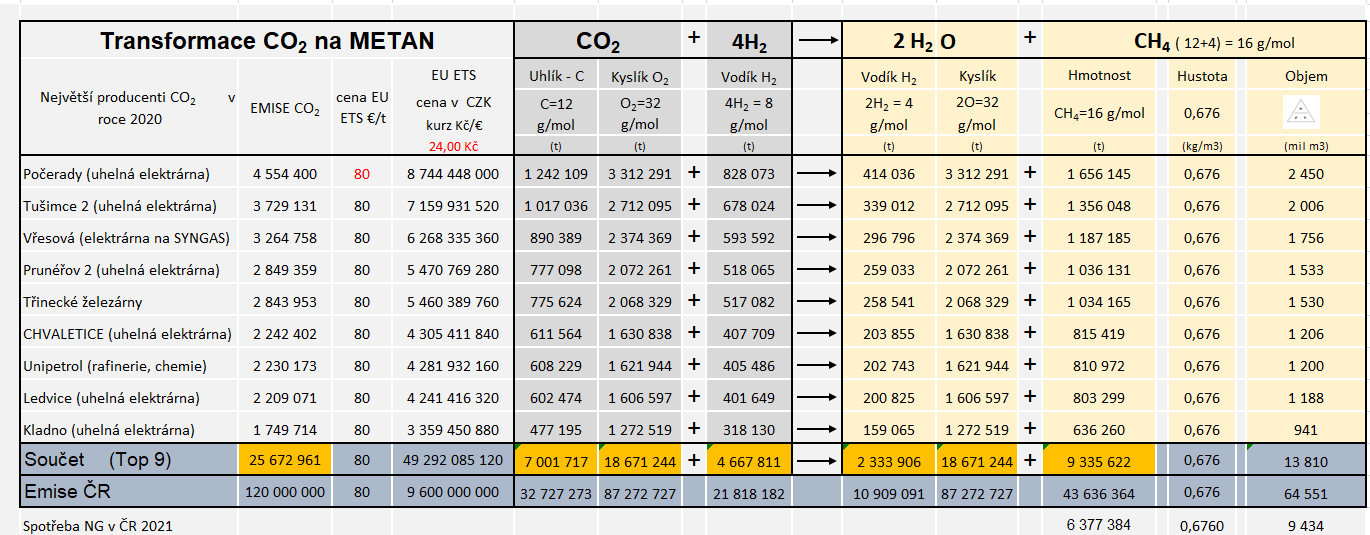 Transformace CO₂ na METAN CO₂ + 4H₂ → 2 H₂ O + CH₄ ( 12+4) = 16 g/mol
Největší producenti CO₂ v roce 2020 EMISE CO₂ cena EU ETS €/t EU ETS cena v CZK kurz Kč/€ 24,00 Kč
Uhlík - C Kyslík O₂ Vodík H₂ Vodík H₂ Kyslík Hmotnost Hustota Objem
C=12 g/mol O₂=32 g/mol 4H₂ = 8 g/mol 2H₂ = 4 g/mol 2O=32 g/mol CH₄=16 g/mol 0,676
(t) (t) (t) (t) (t) (t) (kg/m3) (mil m3)
Počerady (uhelná elektrárna) 4 554 400 80 8 744 448 000 1 242 109 3 312 291 + 828 073 → 414 036 3 312 291 + 1 656 145 0,676 2 450
Tušimce 2 (uhelná elektrárna) 3 729 131 80 7 159 931 520 1 017 036 2 712 095 + 678 024 → 339 012 2 712 095 + 1 356 048 0,676 2 006
Vřesová (elektrárna na SYNGAS) 3 264 758 80 6 268 335 360 890 389 2 374 369 + 593 592 → 296 796 2 374 369 + 1 187 185 0,676 1 756
Prunéřov 2 (uhelná elektrárna) 2 849 359 80 5 470 769 280 777 098 2 072 261 + 518 065 → 259 033 2 072 261 + 1 036 131 0,676 1 533
Třinecké železárny 2 843 953 80 5 460 389 760 775 624 2 068 329 + 517 082 → 258 541 2 068 329 + 1 034 165 0,676 1 530
CHVALETICE (uhelná elektrárna) 2 242 402 80 4 305 411 840 611 564 1 630 838 + 407 709 → 203 855 1 630 838 + 815 419 0,676 1 206
Unipetrol (rafinerie, chemie) 2 230 173 80 4 281 932 160 608 229 1 621 944 + 405 486 → 202 743 1 621 944 + 810 972 0,676 1 200
Ledvice (uhelná elektrárna) 2 209 071 80 4 241 416 320 602 474 1 606 597 + 401 649 → 200 825 1 606 597 + 803 299 0,676 1 188
Kladno (uhelná elektrárna) 1 749 714 80 3 359 450 880 477 195 1 272 519 + 318 130 → 159 065 1 272 519 + 636 260 0,676 941
Součet (Top 9) 25 672 961 80 49 292 085 120 7 001 717 18 671 244 + 4 667 811 → 2 333 906 18 671 244 + 9 335 622 0,676 13 810
Emise ČR 120 000 000 80 9 600 000 000 32 727 273 87 272 727 21 818 182 10 909 091 87 272 727 43 636 364 0,676 64 551
Spotřeba NG v ČR 2021 6 377 384 0,6760 9 434